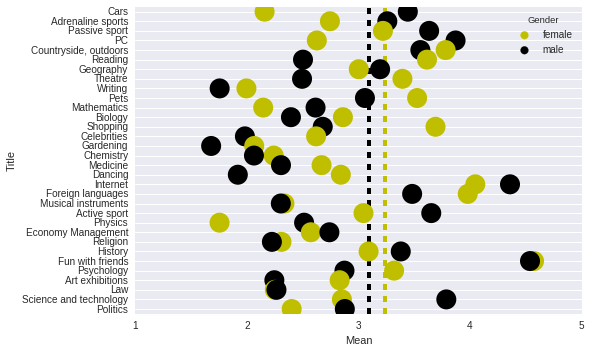 Cars
Adrenaline sports
Passive sport
PC
Countryside, outdoors
Reading
Geography
Theatre
Writing
Pets
Mathematics
Biology
Shopping
Celebrities
Gardening
Chemistry
Medicine
Dancing
Internet
Foreign languages
Musical instruments
Active sport
Physics
Economy Management
Religion
History
Fun with friends
Psychology
Art exhibitions
Law
Science and technology
Politics
Title
Gender
female
male
1 2 3 4 5
Mean